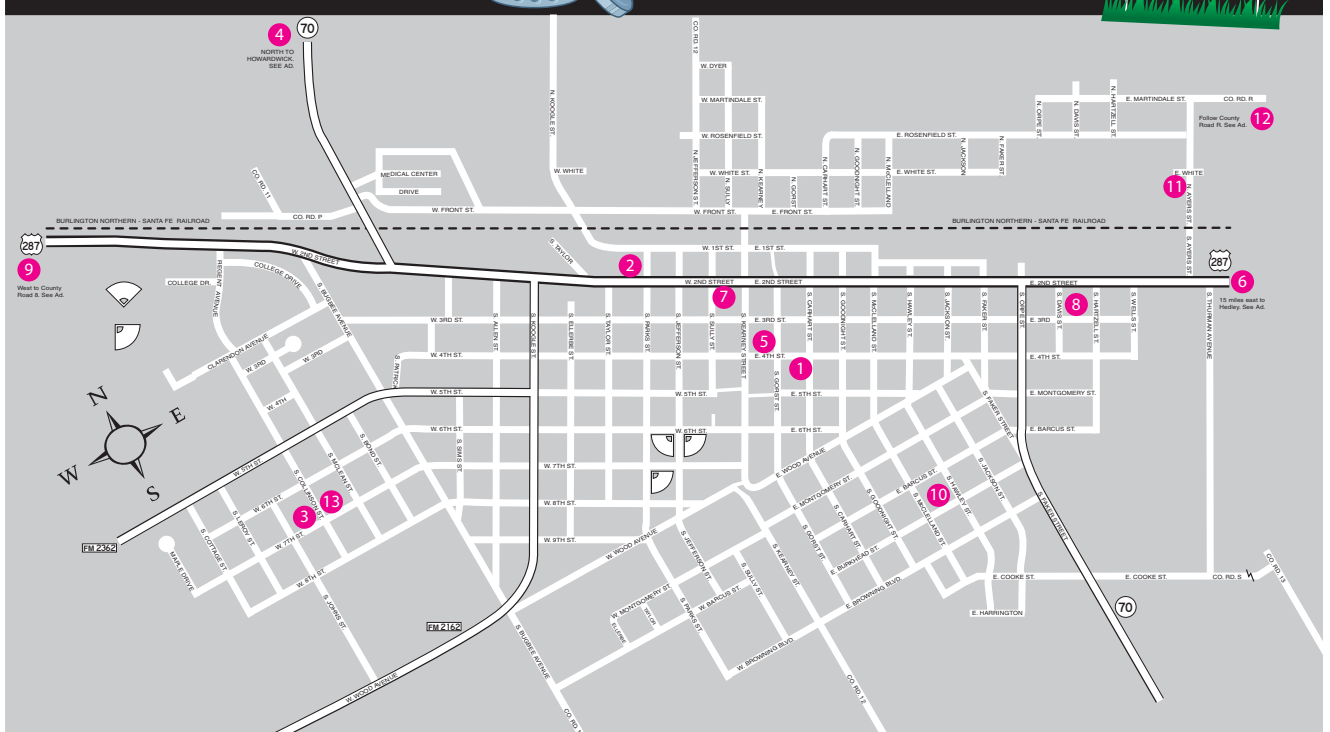 4
70
NORTH TO
HOWARDWICK.
SEE AD.
CO. RD. 12
W. DYER
N. KOOGLE ST.
W. MARTINDALE ST.
N. ORPE ST.
N. DAVIS ST.
N. HARTZELL ST.
E. MARTINDALE ST.
CO. RD. R
Follow County
Road R. See Ad.
12
W. ROSENFIELD ST.
E. ROSENFIELD ST.
N. JEFFERSON ST.
N. SULLY
N. KEARNEY
N. GORST
N. CARHART ST.
N. GOODNIGHT ST.
N. McCLELLAND
N. JACKSON
N. FAKER ST.
W. WHITE
W. WHITE ST.
E. WHITE ST.
E. WHITE
11
N. AYERS ST.
S. AYERS ST.
CO. RD. 11
MEDICAL CENTER
DRIVE
CO. RD. P
W. FRONT ST.
W. FRONT ST.
E. FRONT ST.
BURLINGTON NORTHERN - SANTA FE RAILROAD
BURLINGTON NORTHERN - SANTA FE RAILROAD
287
9
West to County
Road 8. See Ad.
W. 2ND STREET
S. TAYLOR
W. 1ST ST.
E. 1ST ST.
2
W. 2ND STREET
E. 2ND STREET
E. 2ND STREET
287
6
15 miles east to
Hedley. See Ad.
COLLEGE DR.
REGENT AVENUE
COLLEGE DRIVE
S. BUGBEE AVENUE
7
8
S. ALLEN ST.
S. KOOGLE ST.
S. ELLERBE ST.
S. TAYLOR ST.
S. PARKS ST.
S. JEFFERSON ST.
S. SULLY ST.
S. KEARNEY STREET
S. GORST ST.
S. CARHART ST.
S. GOODNIGHT ST.
S. McCLELLAND ST.
S. HAWLEY ST.
S. JACKSON ST.
S. FAKER ST.
S. ORPE ST.
S. DAVIS ST.
S. HARTZELL ST.
S. WELLS ST.
S. THURMAN AVENUE
W. 3RD ST.
E. 3RD ST.
E. 3RD
5
CLARENDON AVENUE
W. 3RD
W. 3RD
S. PATRICK
W. 4TH ST.
E. 4TH ST.
E. 4TH ST.
1
W. 4TH
W. 5TH ST.
W. 5TH ST.
E. 5TH ST.
E. MONTGOMERY ST.
S. FAKER STREET
N
E
W
S
W. 6TH ST.
W. 6TH ST.
E. 6TH ST.
E. BARCUS ST.
S. SIMS ST.
S. BOND ST.
S. McLEAN ST.
W. 5TH ST.
W. 7TH ST.
E. WOOD AVENUE
E. MONTGOMERY ST.
E. BARCUS ST.
S. HAWLEY ST.
S. JACKSON ST.
S. COLLINSON ST.
13
3
W. 6TH ST.
W. 7TH ST.
W. 8TH ST.
S. LEROY ST.
S. COTTAGE ST.
MAPLE DRIVE
FM 2362
W. 8TH ST.
W. 9TH ST.
10
S. McCLELLAND ST.
S. GOODNIGHT ST.
S. CARHART ST.
S. GORST ST.
S. KEARNEY ST.
E. BURKHEAD ST.
E. BROWNING BLVD.
S. FAKER STREET
W. WOOD AVENUE
S. JEFFERSON ST.
S. SULLY ST.
S. PARKS ST.
W. MONTGOMERY ST.
W. BARCUS ST.
TAYLOR
ELLERBE
E. COOKE ST.
E. COOKE ST.
CO. RD. S
CO. RD. 13
E. HARRINGTON
70
S. JOHNS ST.
FM 2162
S. BUGBEE AVENUE
W. BROWNING BLVD.
W. WOOD AVENUE
CO. RD. 12
CO. RD.